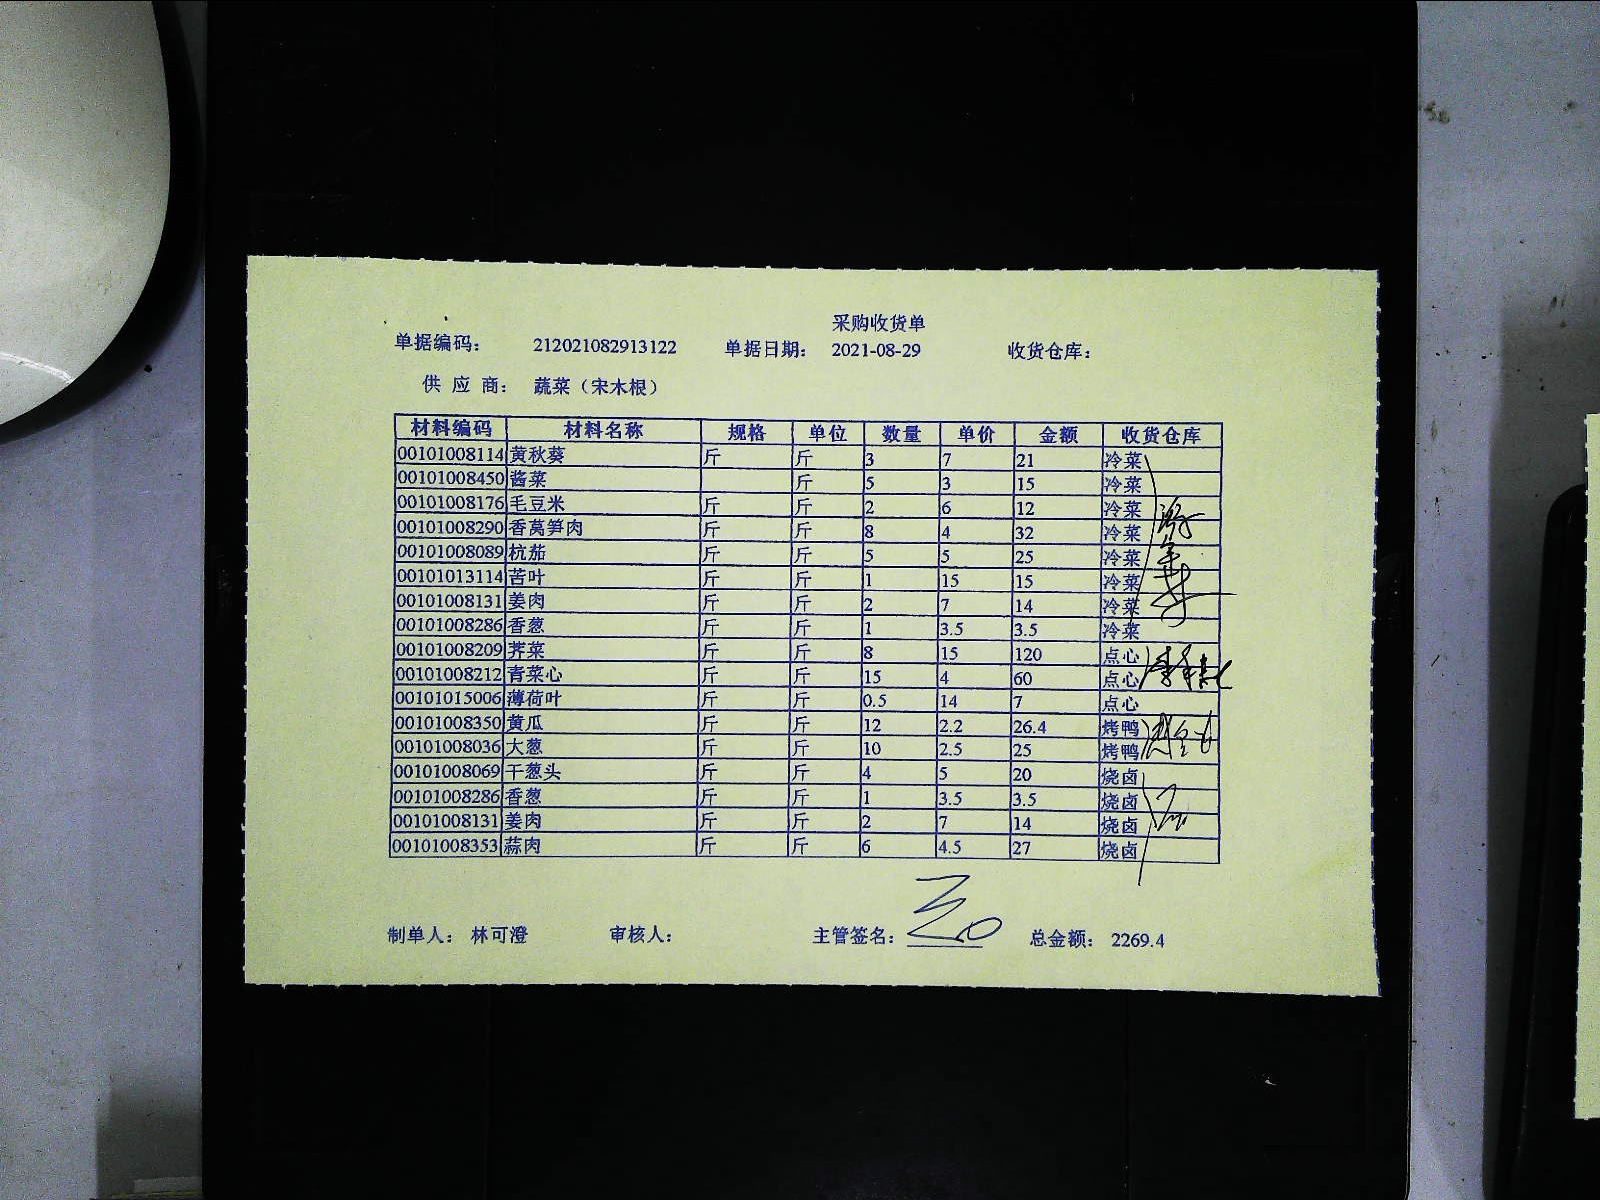 采购收货单
单据编码： 212021082913122 单据日期： 2021-08-29 收货仓库：
供 应 商： 蔬菜（宋木根）
材料编码 材料名称 规格 单位 数量 单价 金额 收货仓库
00101008114 黄秋葵 斤 斤 3 7 21 冷菜
00101008450 酱菜 斤 5 3 15 冷菜
00101008176 毛豆米 斤 斤 2 6 12 冷菜
00101008290 香莴笋肉 斤 斤 8 4 32 冷菜
00101008089 杭茄 斤 斤 5 5 25 冷菜
00101013114 苦叶 斤 斤 1 15 15 冷菜
00101008131 姜肉 斤 斤 2 7 14 冷菜
00101008286 香葱 斤 斤 1 3.5 3.5 冷菜
00101008209 荠菜 斤 斤 8 15 120 点心
00101008212 青菜心 斤 斤 15 4 60 点心
00101015006 薄荷叶 斤 斤 0.5 14 7 点心
00101008350 黄瓜 斤 斤 12 2.2 26.4 烤鸭
00101008036 大葱 斤 斤 10 2.5 25 烤鸭
00101008069 干葱头 斤 斤 4 5 20 烧卤
00101008286 香葱 斤 斤 1 3.5 3.5 烧卤
00101008131 姜肉 斤 斤 2 7 14 烧卤
00101008353 蒜肉 斤 斤 6 4.5 27 烧卤
制单人： 林可澄 审核人： 主管签名： 总金额： 2269.4